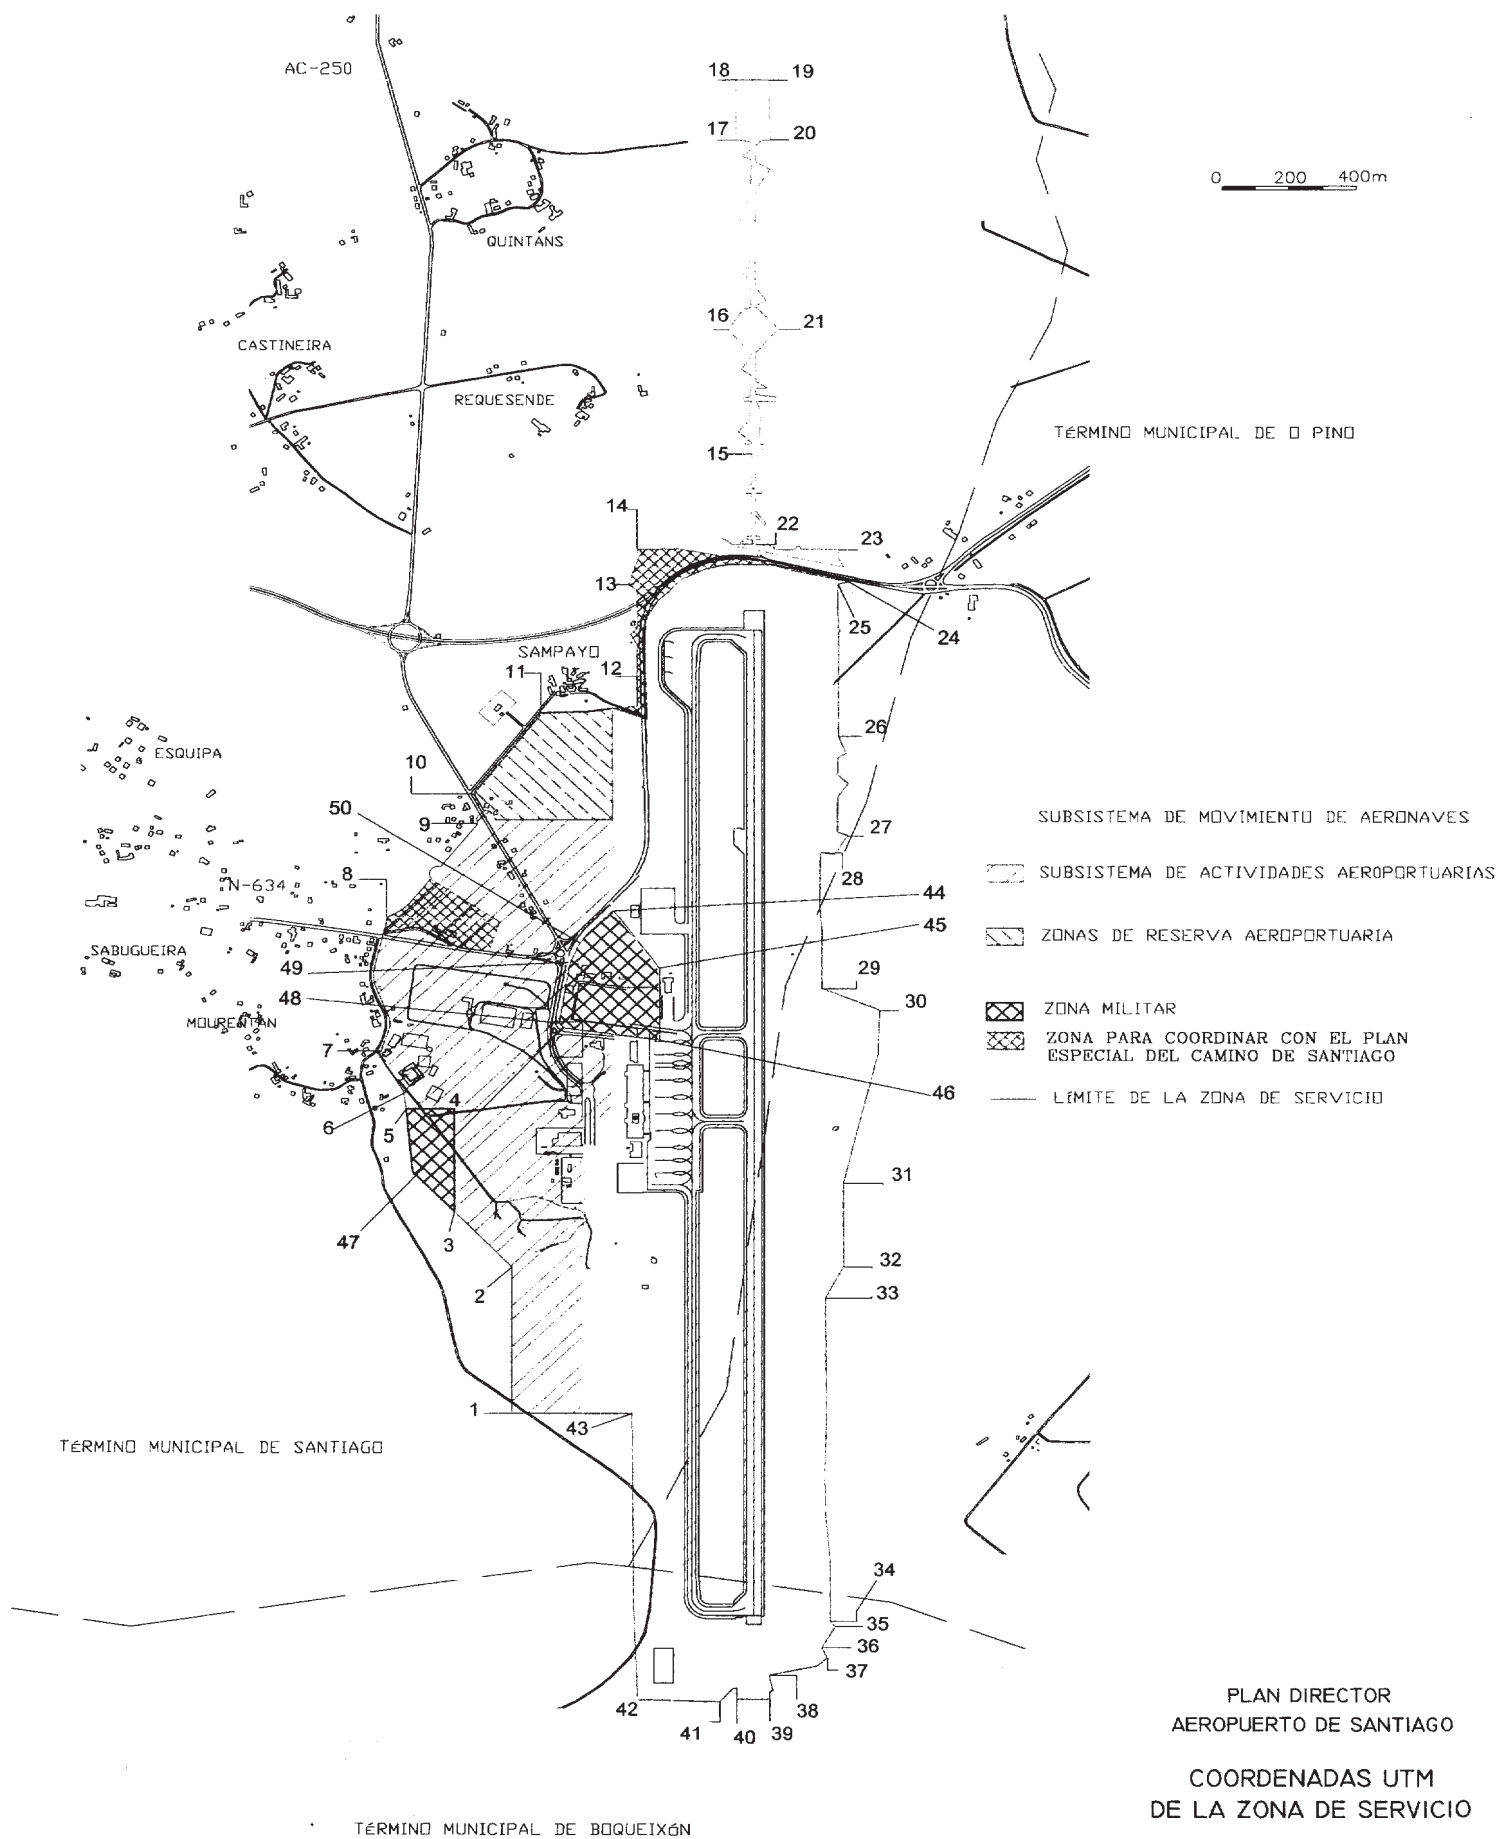 AC-250
18
19
17
20
0 200 400m
QUINTANS
16
21
CASTINEIRA
REQUESENDE
TÉRMINO MUNICIPAL DE O PINO
15
14
22
23
13
25
24
SAMPAYO
11
12
26
ESQUIPA
10
50
9
27
SUBSISTEMA DE MOVIMIENTO DE AERONAVES
8
N-634
28
44
SUBSISTEMA DE ACTIVIDADES AEROPORTUARIAS
45
ZONAS DE RESERVA AEROPORTUARIA
SABUGUEIRA
49
29
48
30
ZONA MILITAR
MOURENTAN
ZONA PARA COORDINAR CON EL PLAN
ESPECIAL DEL CAMINO DE SANTIAGO
7
46
LÍMITE DE LA ZONA DE SERVICIO
4
6
5
31
47
3
32
2
33
1
43
TÉRMINO MUNICIPAL DE SANTIAGO
34
35
36
37
42
38
41
40
39
PLAN DIRECTOR
AEROPUERTO DE SANTIAGO
COORDENADAS UTM
DE LA ZONA DE SERVICIO
TÉRMINO MUNICIPAL DE BOQUEIXÓN